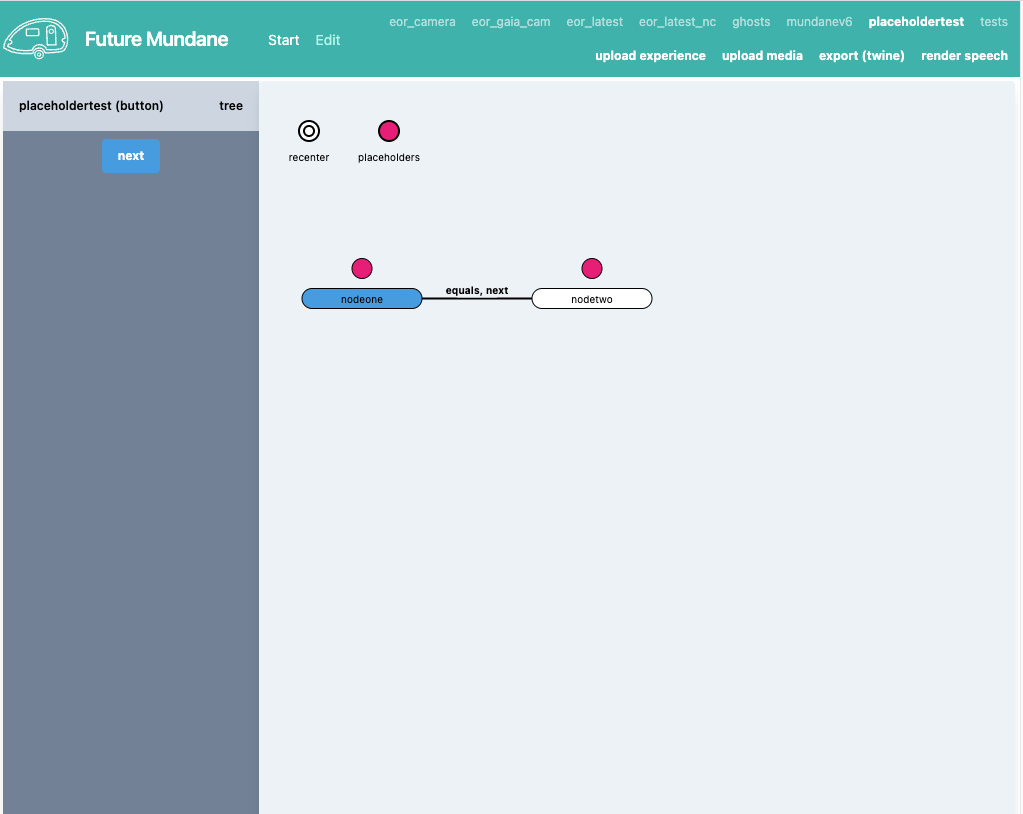 eor_camera eor_gaia_cam eor_latest eor_latest_nc ghosts mundanev6 placeholdertest tests
Future Mundane Start Edit
upload experience upload media export (twine) render speech
placeholdertest (button) tree
next
recenter placeholders
equals, next
nodeone nodetwo